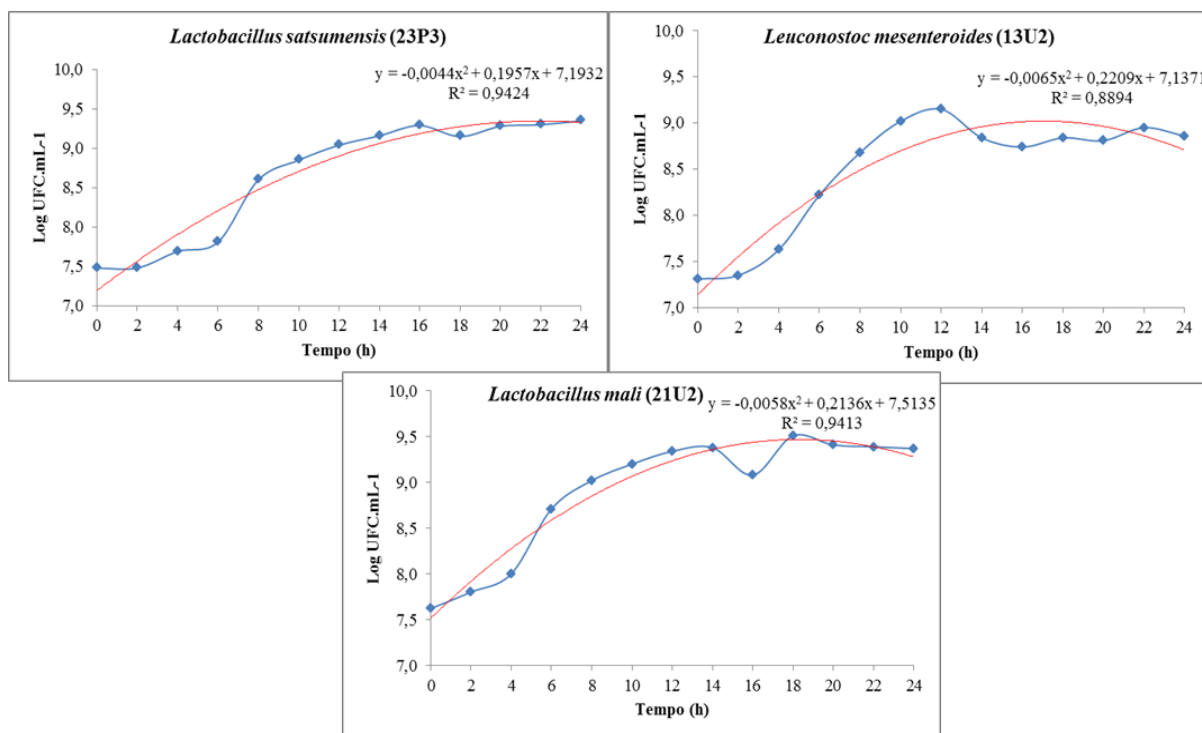 Lactobacillus satsumensis (23P3)
y = -0,0044x² + 0,1957x + 7,1932
R² = 0,9424
Log UFC.mL-1
10,0
9,5
9,0
8,5
8,0
7,5
7,0
0 2 4 6 8 10 12 14 16 18 20 22 24
Tempo (h)
Leuconostoc mesenteroides (13U2)
y = -0,0065x² + 0,2209x + 7,1371
R² = 0,8894
Log UFC.mL-1
10,0
9,5
9,0
8,5
8,0
7,5
7,0
0 2 4 6 8 10 12 14 16 18 20 22 24
Tempo (h)
Lactobacillus mali (21U2)
y = -0,0058x² + 0,2136x + 7,5135
R² = 0,9413
Log UFC.mL-1
10,0
9,5
9,0
8,5
8,0
7,5
7,0
0 2 4 6 8 10 12 14 16 18 20 22 24
Tempo (h)